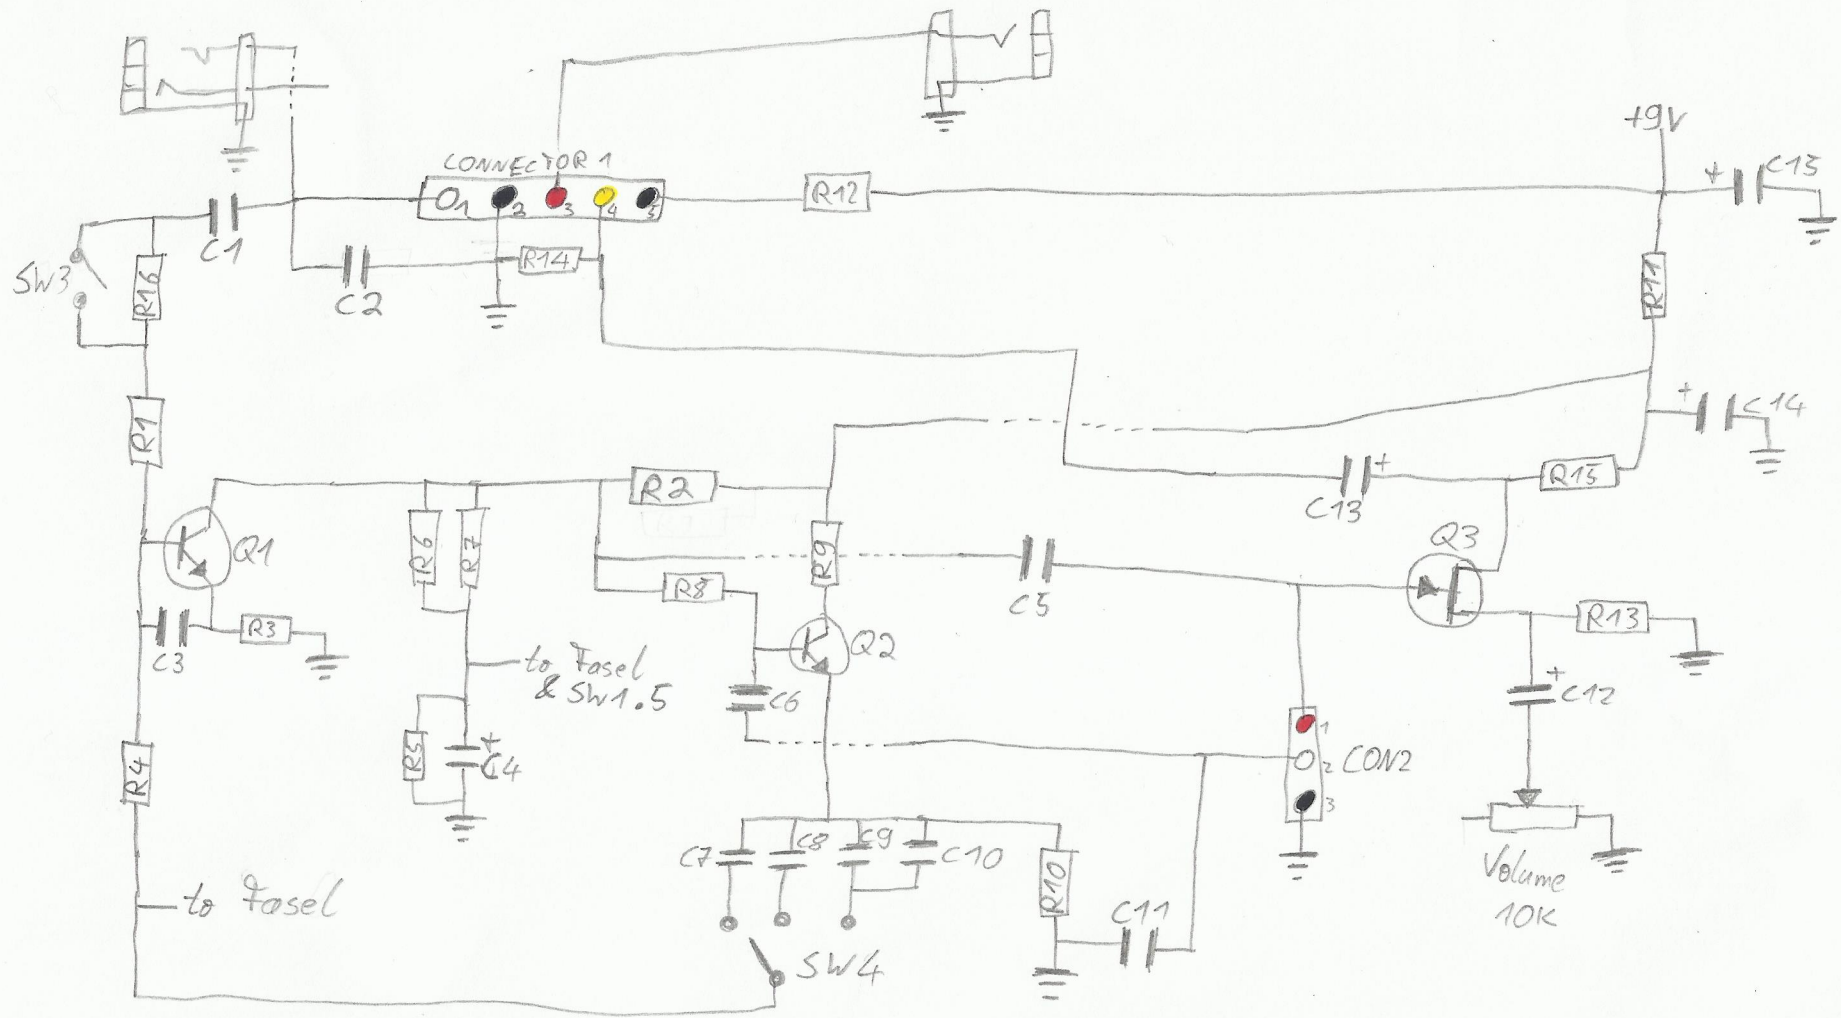 CONNECTOR 1
+9V
C15
1
2
3
4
5
R12
C1
SW3
R16
R14
C2
R11
R1
C14
R2
R15
C13
Q1
R6
R7
R9
Q3
R8
C5
R3
C3
Q2
R13
to Fasel
& SW1.5
C6
C12
1
R5
C4
2
CON2
R4
3
C7
C8
C9
C10
R10
Volume
10K
to Fasel
C11
SW4
+
+
+
+
+